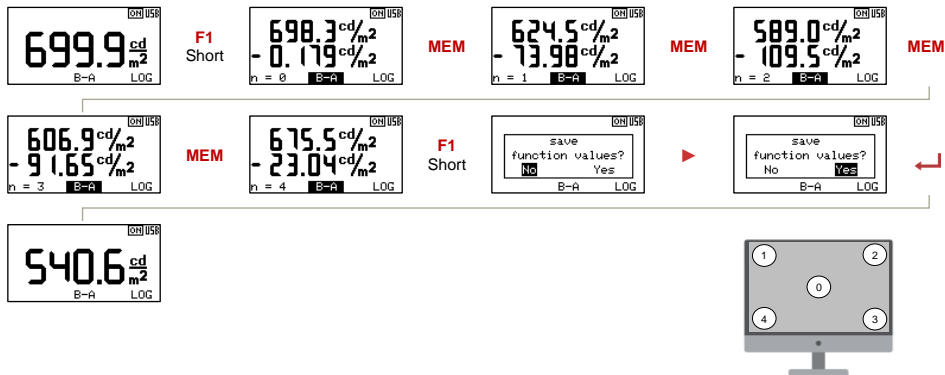 ON USB
699.9 cd/m2
B-A LOG
F1
Short
ON USB
698.3 cd/m2
- 0.179 cd/m2
n = 0 B-A LOG
MEM
ON USB
624.5 cd/m2
- 73.98 cd/m2
n = 1 B-A LOG
MEM
ON USB
589.0 cd/m2
- 109.5 cd/m2
n = 2 B-A LOG
MEM
ON USB
606.9 cd/m2
- 91.65 cd/m2
n = 3 B-A LOG
MEM
ON USB
675.5 cd/m2
- 23.04 cd/m2
n = 4 B-A LOG
F1
Short
ON USB
save
function values?
No Yes
B-A LOG
ON USB
save
function values?
No Yes
B-A LOG
ON USB
540.6 cd/m2
B-A LOG
1 2
0
4 3